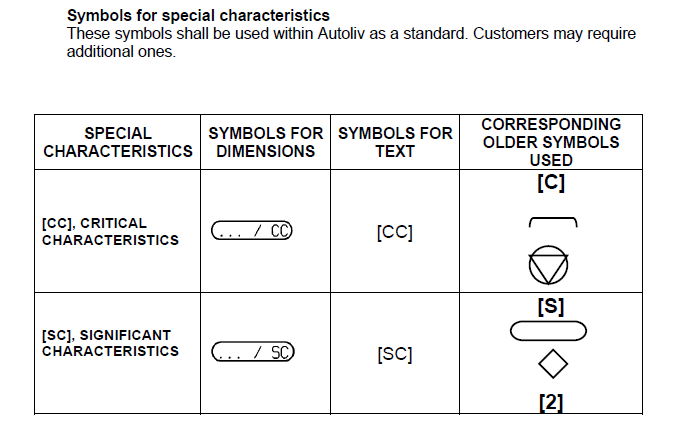 Symbols for special characteristics
These symbols shall be used within Autoliv as a standard. Customers may require
additional ones.
SPECIAL
CHARACTERISTICS
SYMBOLS FOR
DIMENSIONS
SYMBOLS FOR
TEXT
CORRESPONDING
OLDER SYMBOLS
USED
[CC], CRITICAL
CHARACTERISTICS
... / CC
[CC]
[C]
[SC], SIGNIFICANT
CHARACTERISTICS
... / SC
[SC]
[S]
[2]